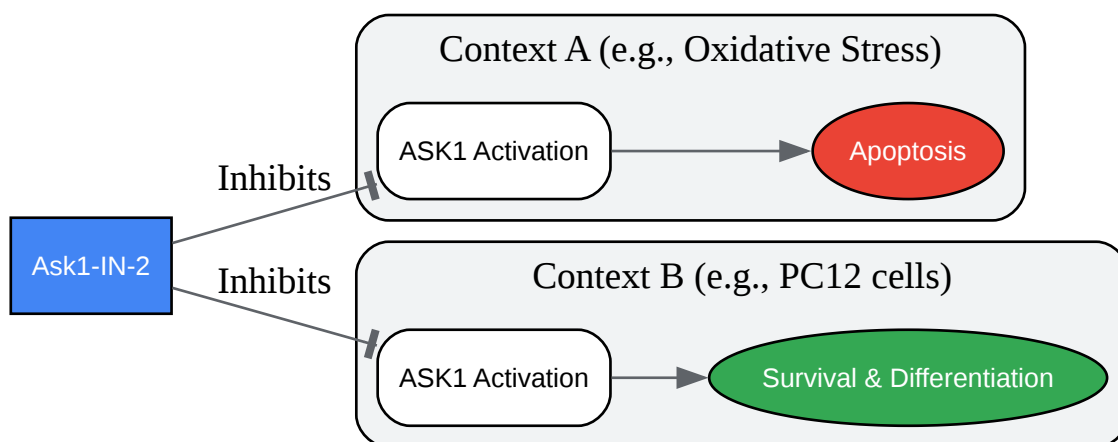 Context A (e.g., Oxidative Stress)
ASK1 Activation
Apoptosis
Inhibits
Ask1-IN-2
Inhibits
Context B (e.g., PC12 cells)
ASK1 Activation
Survival & Differentiation